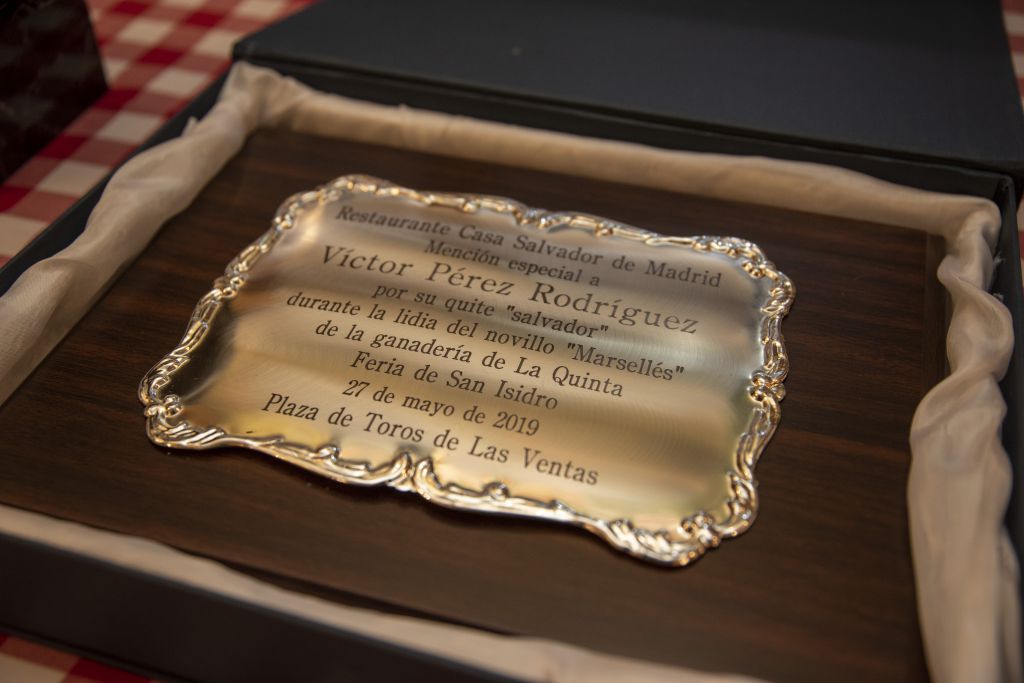 Restaurante Casa Salvador de Madrid
Mención especial a
Víctor Pérez Rodríguez
por su quite "salvador"
durante la lidia del novillo "Marsellés"
de la ganadería de La Quinta
Feria de San Isidro
27 de mayo de 2019
Plaza de Toros de Las Ventas